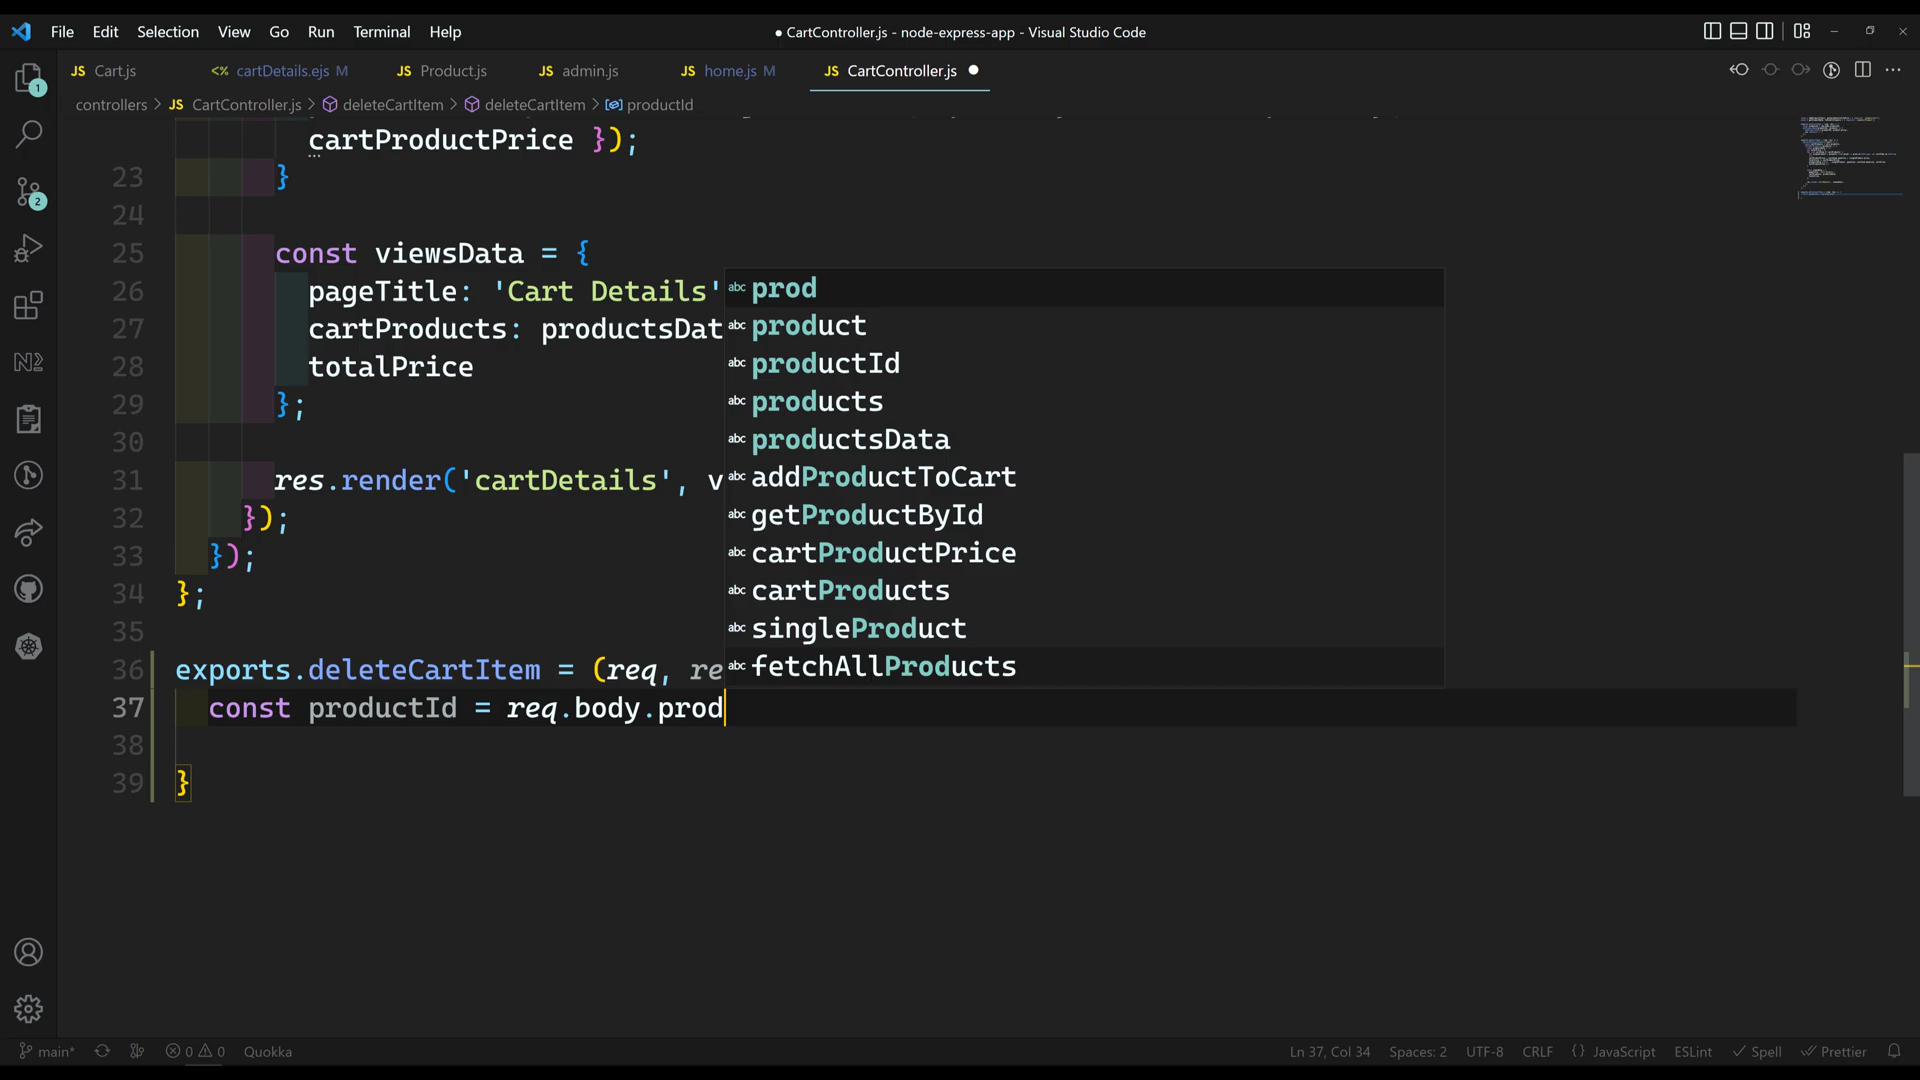 File Edit Selection View Go Run Terminal Help
● CartController.js - node-express-app - Visual Studio Code
JS Cart.js
<% cartDetails.ejs M
JS Product.js
JS admin.js
JS home.js M
JS CartController.js
controllers > JS CartController.js > deleteCartItem > deleteCartItem > productId
cartProductPrice });
23 }
24
25 const viewsData = {
26 pageTitle: 'Cart Details'
27 cartProducts: productsDat
28 totalPrice
29 };
30
31 res.render('cartDetails', v
32 });
33 });
34 };
35
36 exports.deleteCartItem = (req, re
37 const productId = req.body.prod
38
39 }
abc prod
abc product
abc productId
abc products
abc productsData
abc addProductToCart
abc getProductById
abc cartProductPrice
abc cartProducts
abc singleProduct
abc fetchAllProducts
1
2
main* 0 0 Quokka
Ln 37, Col 34 Spaces: 2 UTF-8 CRLF {} JavaScript ESLint Spell Prettier